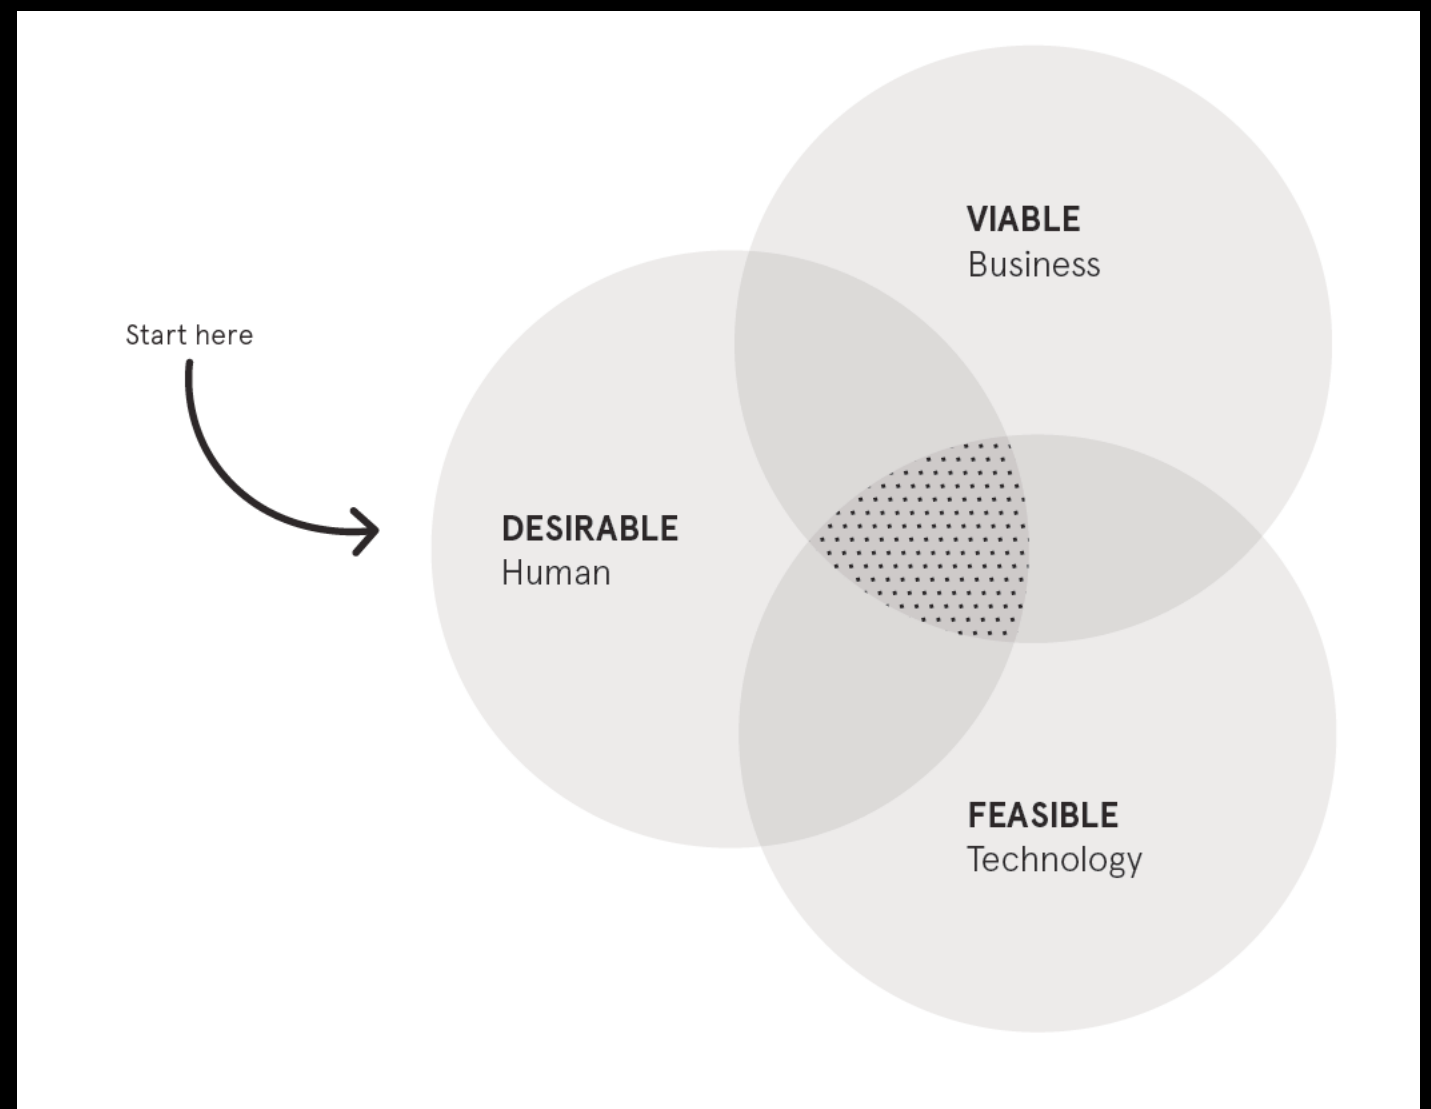 Start here
DESIRABLE
Human
VIABLE
Business
FEASIBLE
Technology